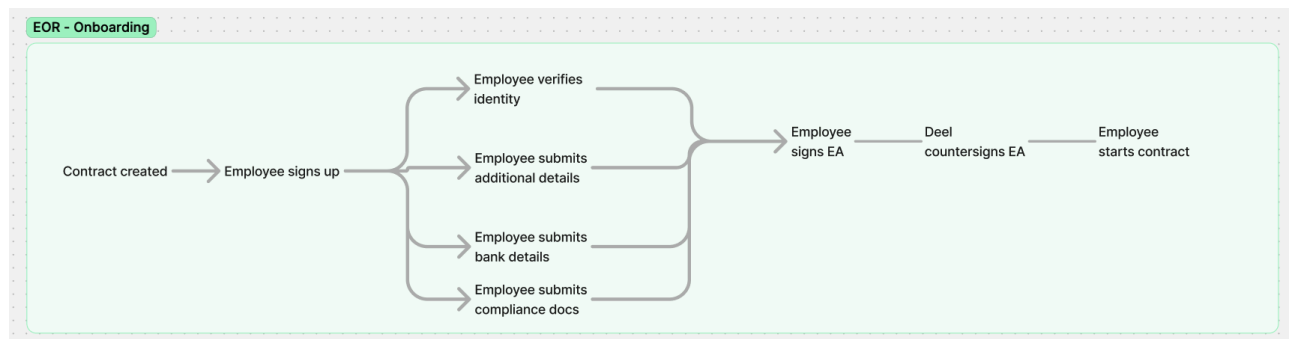 EOR - Onboarding
Contract created
Employee signs up
Employee verifies
identity
Employee submits
additional details
Employee submits
bank details
Employee submits
compliance docs
Employee
signs EA
Deel
countersigns EA
Employee
starts contract